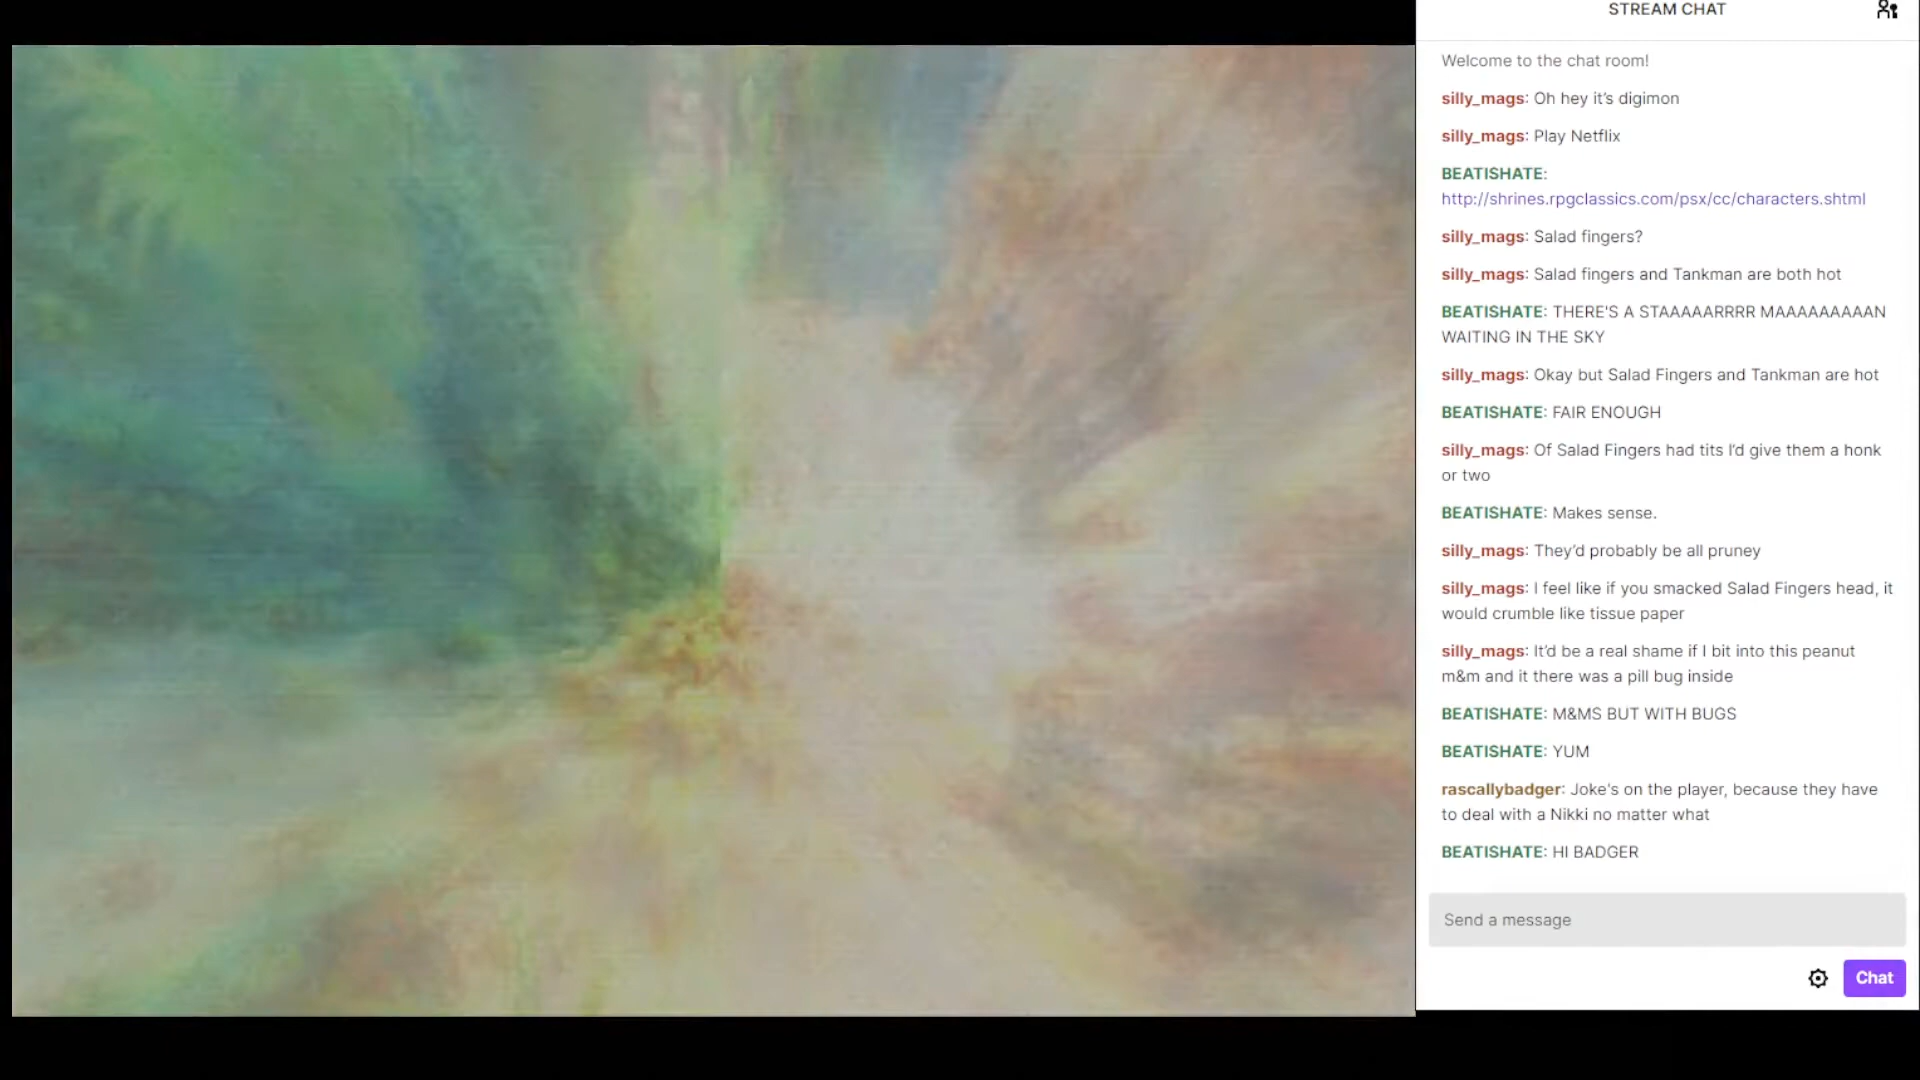 STREAM CHAT
Welcome to the chat room!
silly_mags: Oh hey it’s digimon
silly_mags: Play Netflix
BEATISHATE:
http://shrines.rpgclassics.com/psx/cc/characters.shtml
silly_mags: Salad fingers?
silly_mags: Salad fingers and Tankman are both hot
BEATISHATE: THERE'S A STAAAAARRRR MAAAAAAAAAN
WAITING IN THE SKY
silly_mags: Okay but Salad Fingers and Tankman are hot
BEATISHATE: FAIR ENOUGH
silly_mags: Of Salad Fingers had tits I’d give them a honk
or two
BEATISHATE: Makes sense.
silly_mags: They’d probably be all pruney
silly_mags: I feel like if you smacked Salad Fingers head, it
would crumble like tissue paper
silly_mags: It’d be a real shame if I bit into this peanut
m&m and it there was a pill bug inside
BEATISHATE: M&MS BUT WITH BUGS
BEATISHATE: YUM
rascallybadger: Joke's on the player, because they have
to deal with a Nikki no matter what
BEATISHATE: HI BADGER
Send a message
Chat